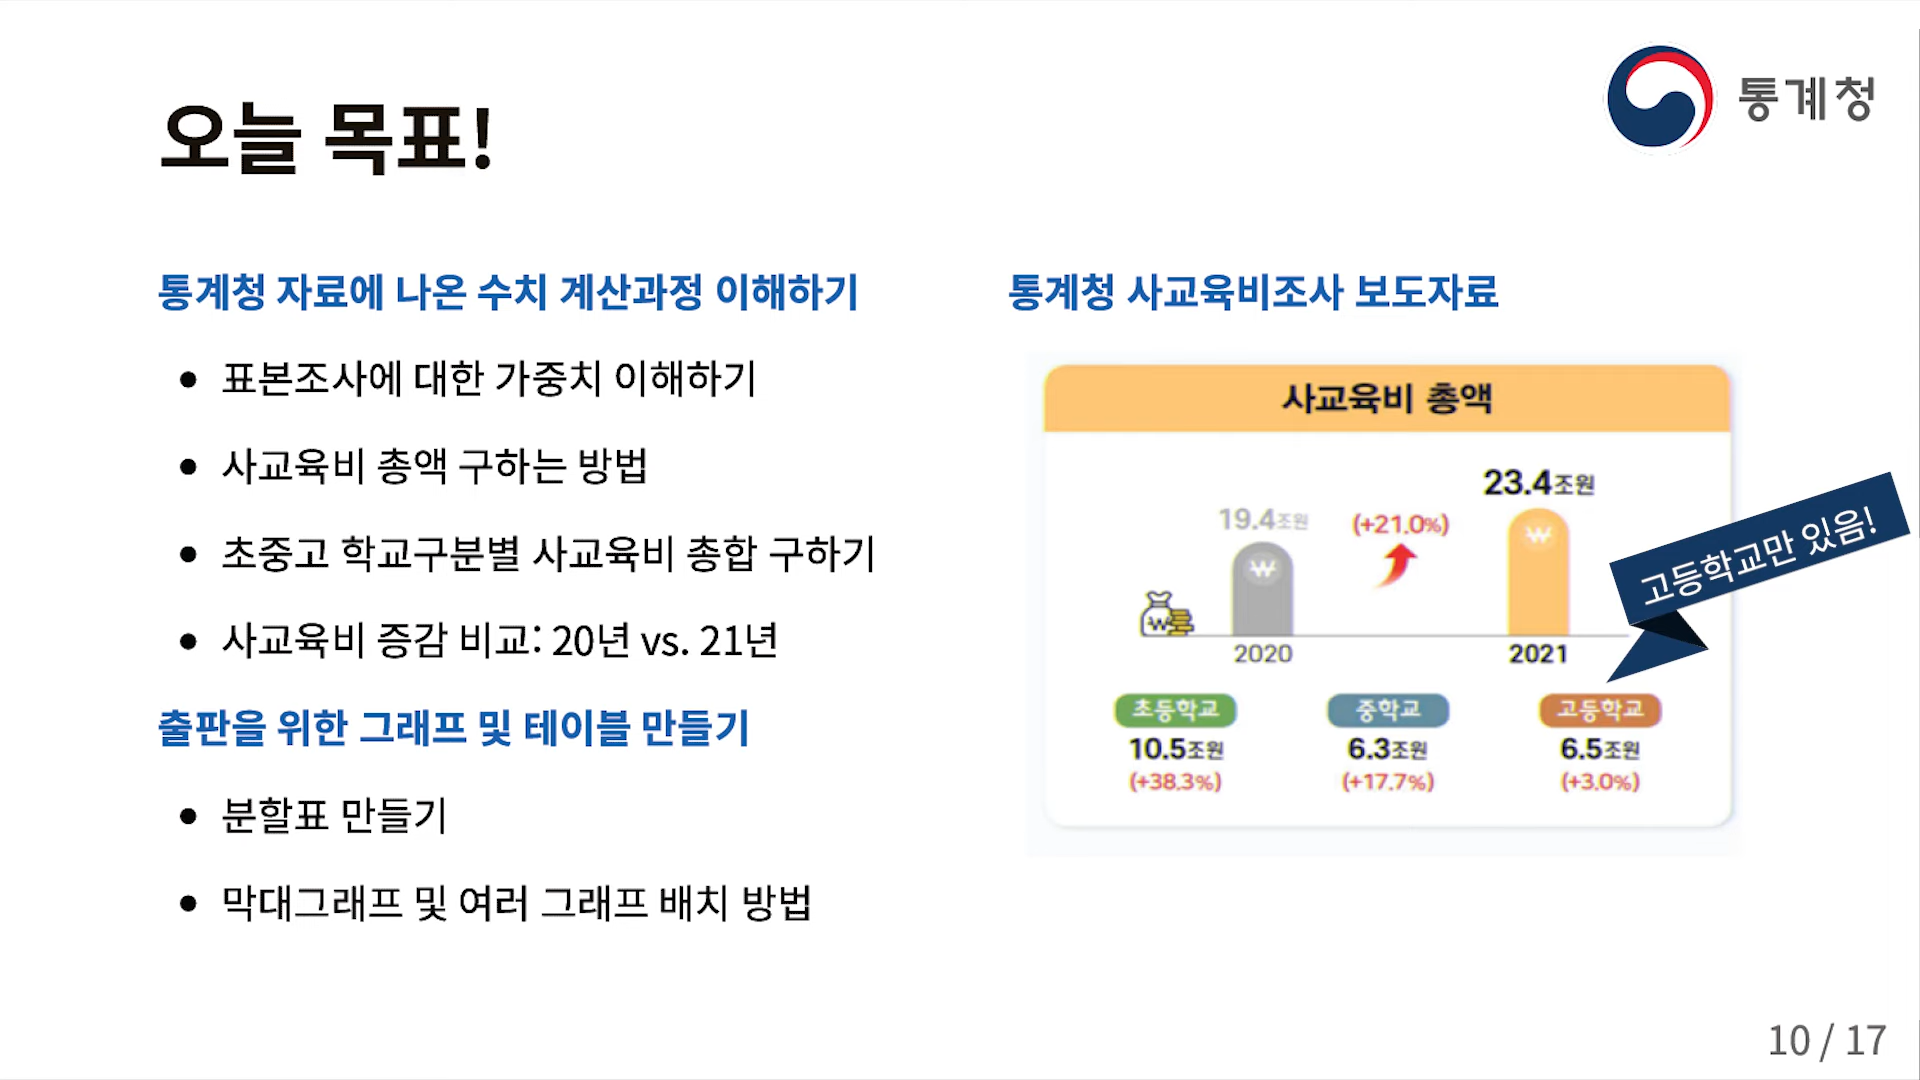 통계청
오늘 목표!
통계청 자료에 나온 수치 계산과정 이해하기
● 표본조사에 대한 가중치 이해하기
● 사교육비 총액 구하는 방법
● 초중고 학교구분별 사교육비 총합 구하기
● 사교육비 증감 비교: 20년 vs. 21년
출판을 위한 그래프 및 테이블 만들기
● 분할표 만들기
● 막대그래프 및 여러 그래프 배치 방법
통계청 사교육비조사 보도자료
사교육비 총액
23.4조원
19.4조원 (+21.0%)
₩ ₩
₩
2020 2021
고등학교만 있음!
초등학교 중학교 고등학교
10.5조원 6.3조원 6.5조원
(+38.3%) (+17.7%) (+3.0%)
10 / 17